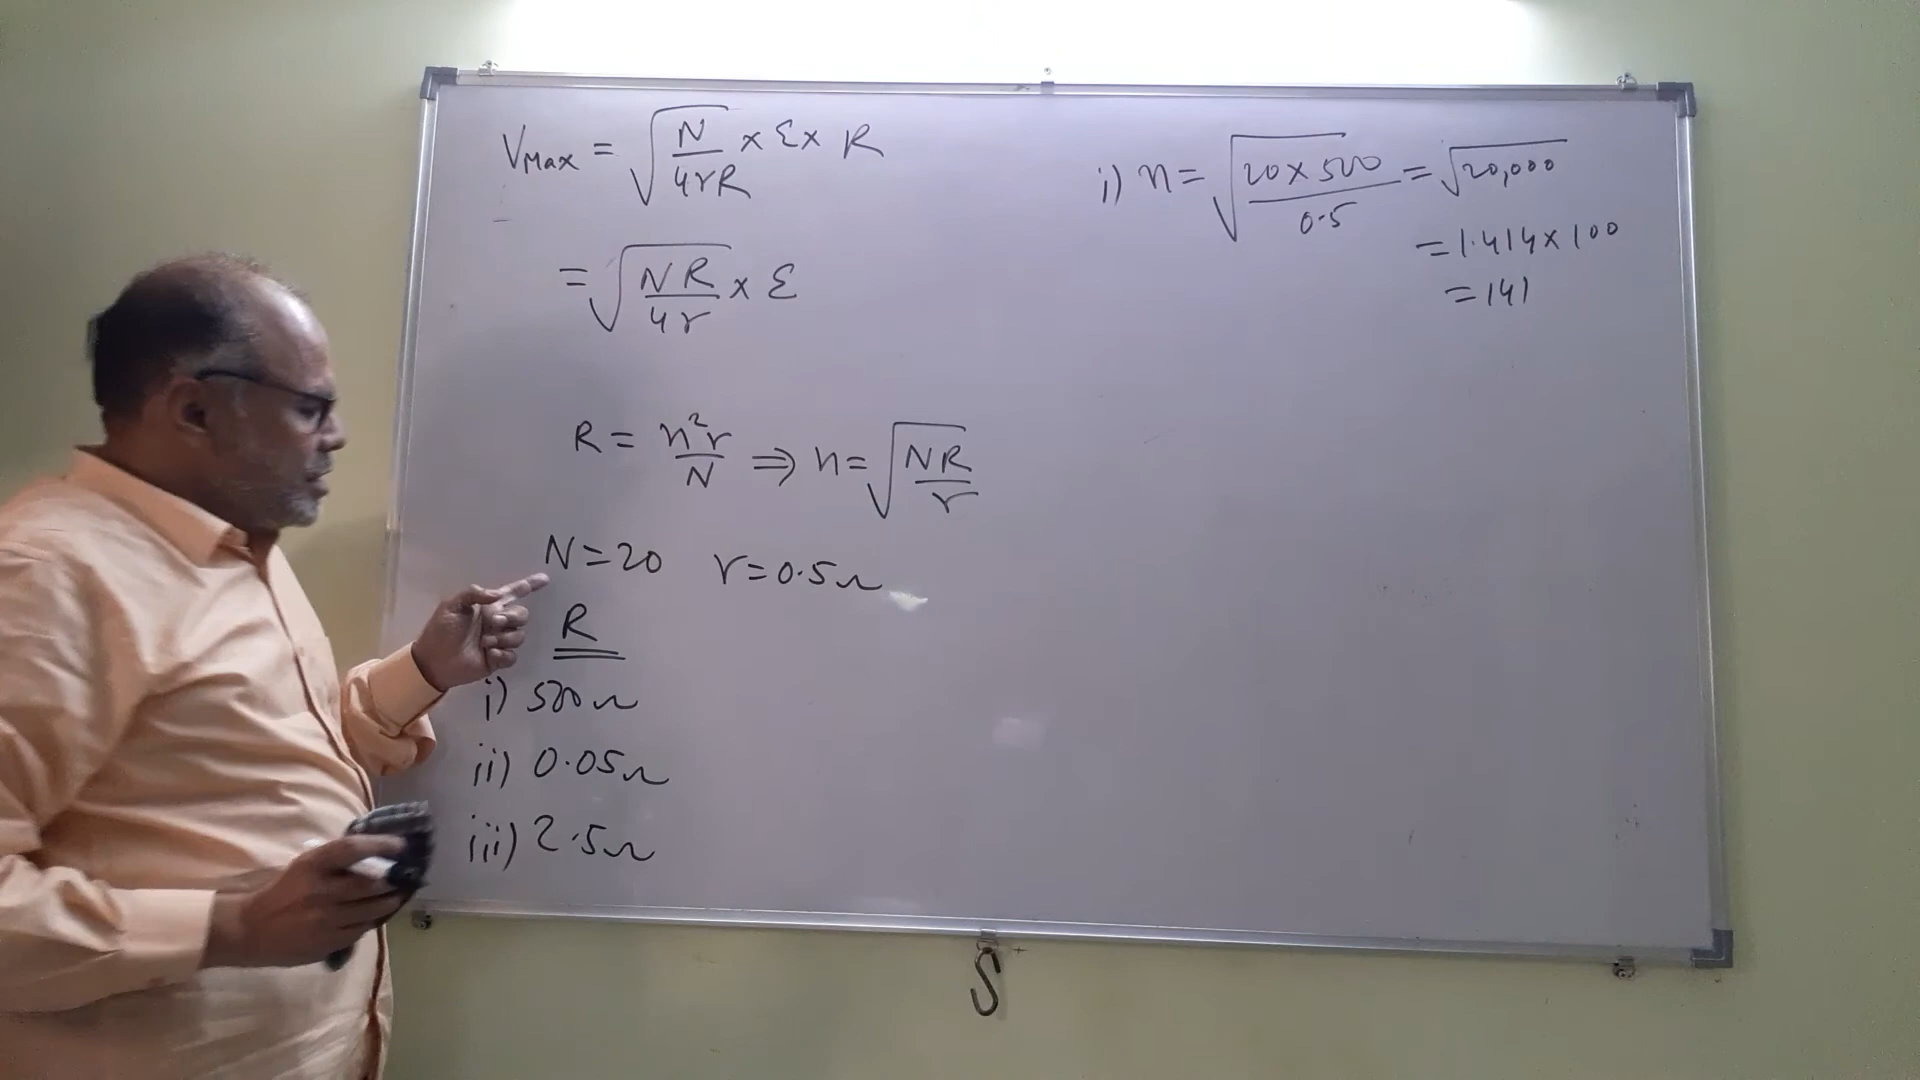 V_Max = √(N/4rR) × Ɛ × R
= √(NR/4r) × Ɛ
R = n²r/N ⇒ n = √(NR/r)
N = 20 r = 0.5Ω
R
i) 500Ω
ii) 0.05Ω
iii) 2.5Ω
i) n = √(20 × 500/0.5) = √20,000
= 1.414 × 100
= 141